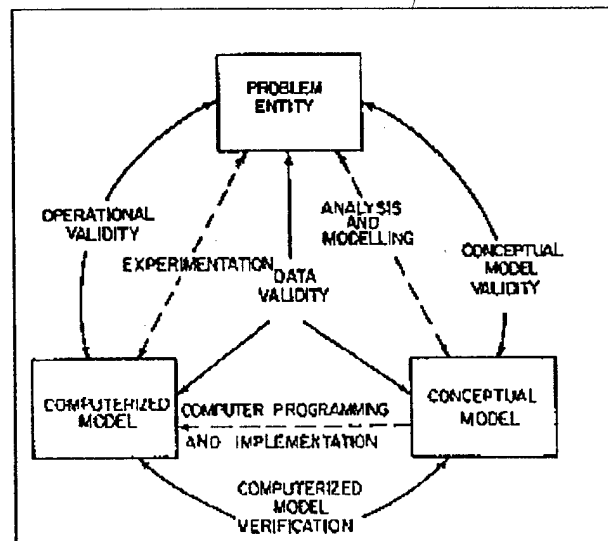 PROBLEM
ENTITY
OPERATIONAL
VALIDITY
ANALYSIS
AND
MODELLING
CONCEPTUAL
MODEL
VALIDITY
EXPERIMENTATION
DATA
VALIDITY
COMPUTERIZED
MODEL
COMPUTER PROGRAMMING
AND IMPLEMENTATION
CONCEPTUAL
MODEL
COMPUTERIZED
MODEL
VERIFICATION